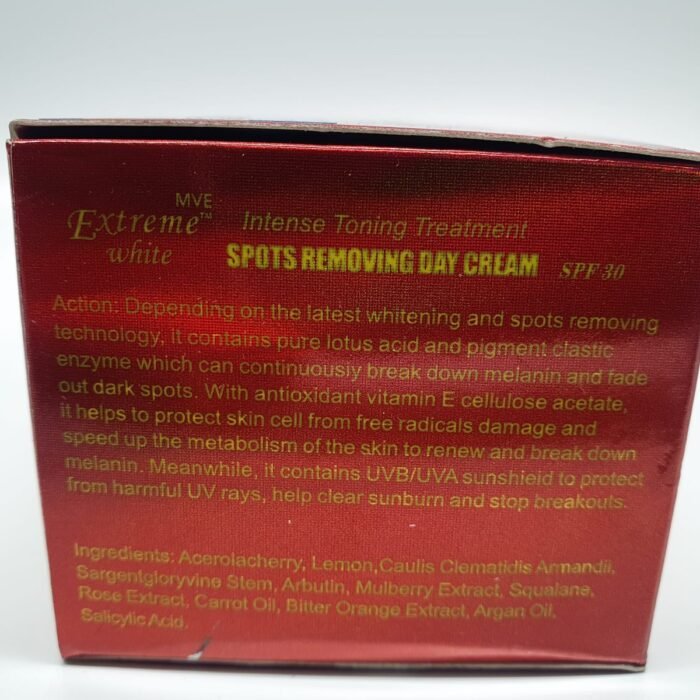 MVE
Extreme™
white
Intense Toning Treatment
SPOTS REMOVING DAY CREAM SPF 30
Action: Depending on the latest whitening and spots removing
technology, it contains pure lotus acid and pigment clastic
enzyme which can continuously break down melanin and fade
out dark spots. With antioxidant vitamin E cellulose acetate,
it helps to protect skin cell from free radicals damage and
speed up the metabolism of the skin to renew and break down
melanin. Meanwhile, it contains UVB/UVA sunshield to protect
from harmful UV rays, help clear sunburn and stop breakouts.
Ingredients: Acerolacherry, Lemon,Caulis Clematidis Armandii,
Sargentgloryvine Stem, Arbutin, Mulberry Extract, Squalane,
Rose Extract, Carrot Oil, Bitter Orange Extract, Argan Oil,
Salicylic Acid.